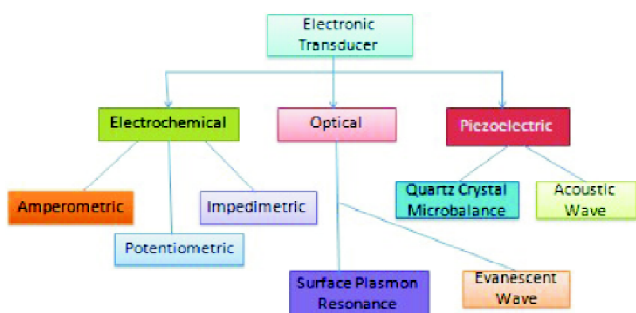 Electronic
Transducer
Electrochemical
Optical
Piezoelectric
Amperometric
Impedimetric
Quartz Crystal
Microbalance
Acoustic
Wave
Potentiometric
Surface Plasmon
Resonance
Evanescent
Wave